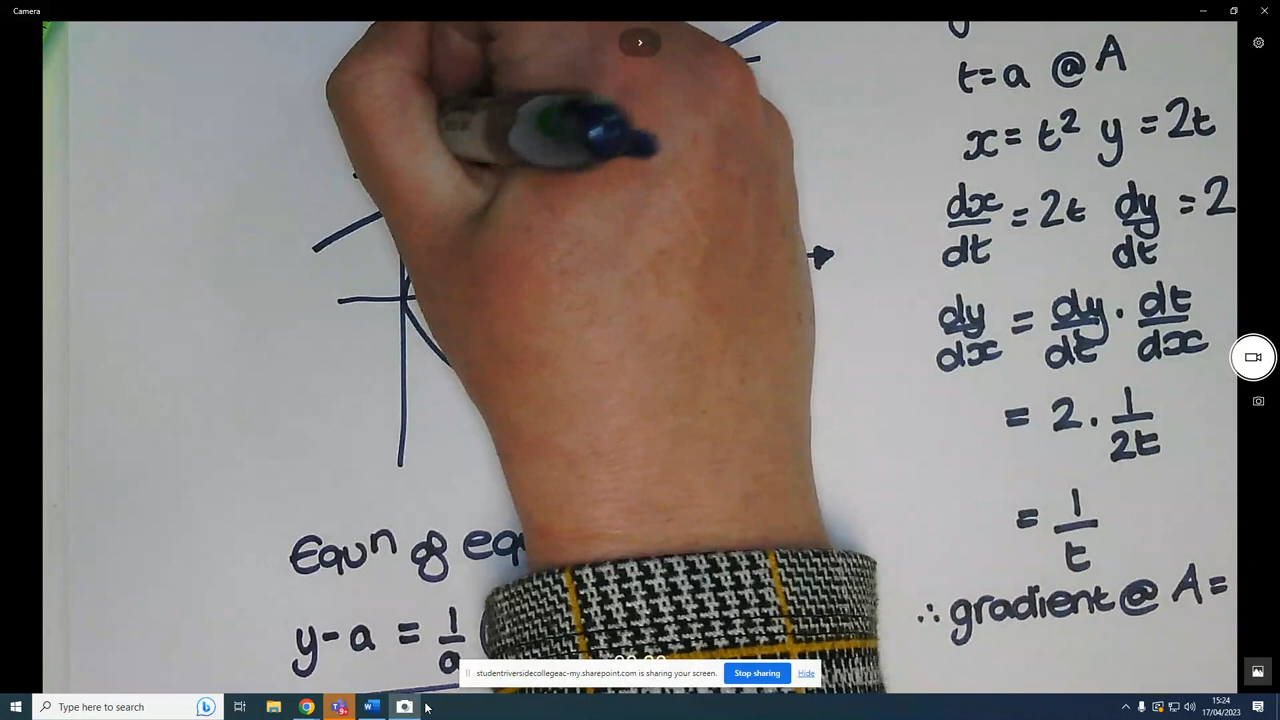 Camera
t=a @ A
x = t² y = 2t
dx/dt = 2t dy/dt = 2
dy/dx = dy/dt · dt/dx
= 2 · 1/2t
= 1/t
∴ gradient @ A =
Equⁿ of
y-a = 1/a
studentriversidecollegeac-my.sharepoint.com is sharing your screen.
Stop sharing
Hide
Type here to search
15:24
17/04/2023